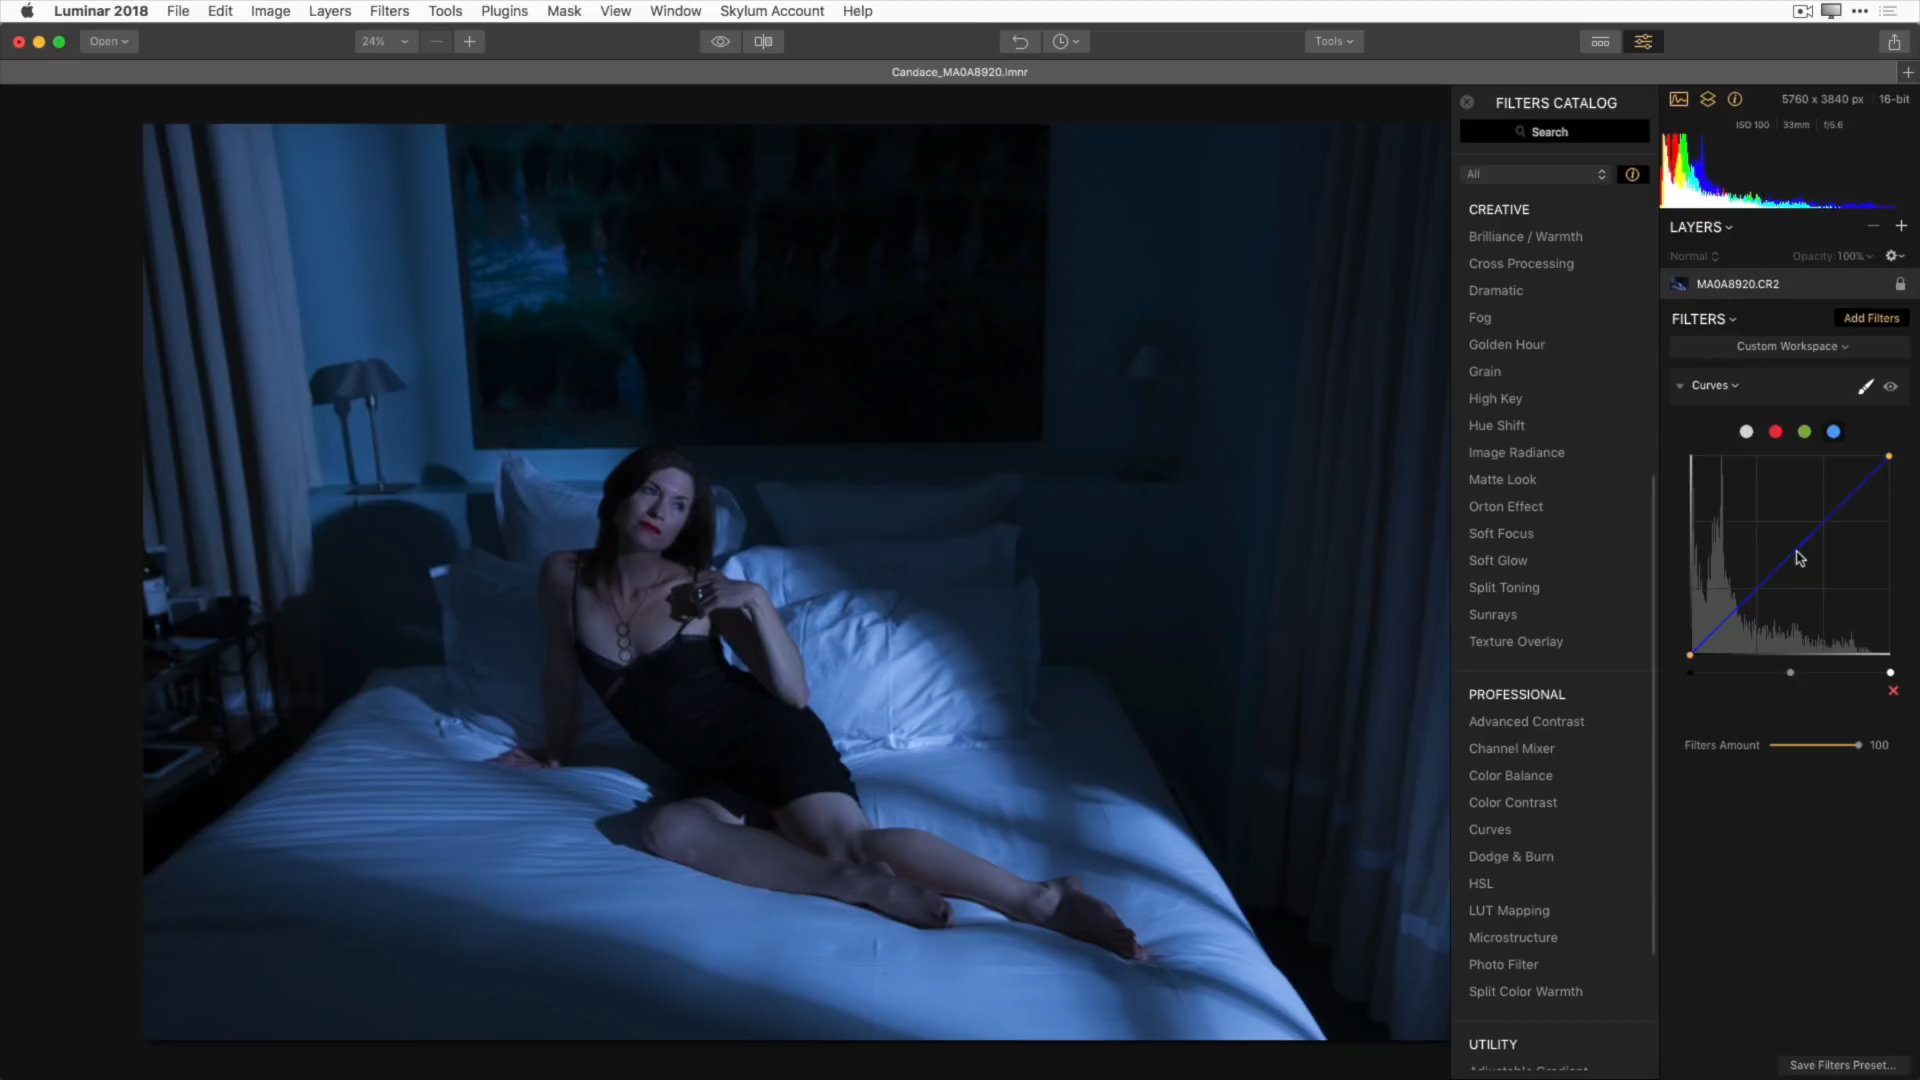 Luminar 2018 File Edit Image Layers Filters Tools Plugins Mask View Window Skylum Account Help
Open 24% Tools
Candace_MA0A8920.lmnr
FILTERS CATALOG
Search
All
CREATIVE
Brilliance / Warmth
Cross Processing
Dramatic
Fog
Golden Hour
Grain
High Key
Hue Shift
Image Radiance
Matte Look
Orton Effect
Soft Focus
Soft Glow
Split Toning
Sunrays
Texture Overlay
PROFESSIONAL
Advanced Contrast
Channel Mixer
Color Balance
Color Contrast
Curves
Dodge & Burn
HSL
LUT Mapping
Microstructure
Photo Filter
Split Color Warmth
UTILITY
Adjustable Gradient
5760 x 3840 px 16-bit
ISO 100 33mm f/5.6
LAYERS
Normal Opacity: 100%
MA0A8920.CR2
FILTERS Add Filters
Custom Workspace
Curves
Filters Amount 100
Save Filters Preset...